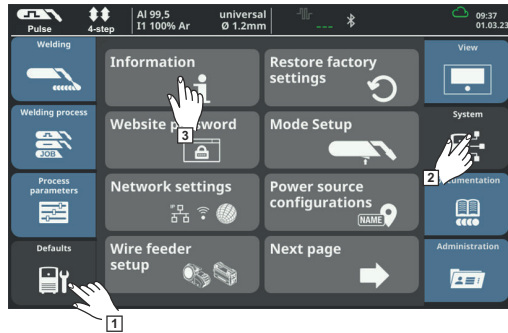 Pulse
4-step
Al 99,5
universal
I1 100% Ar
Ø 1.2mm
---
09:37
01.03.23
Welding
Information
Restore factory
settings
View
Welding process
JOB
3
Website password
Mode Setup
System
2
Process
parameters
Network settings
Power source
configurations
NAME
Documentation
Defaults
Wire feeder
setup
Next page
Administration
1